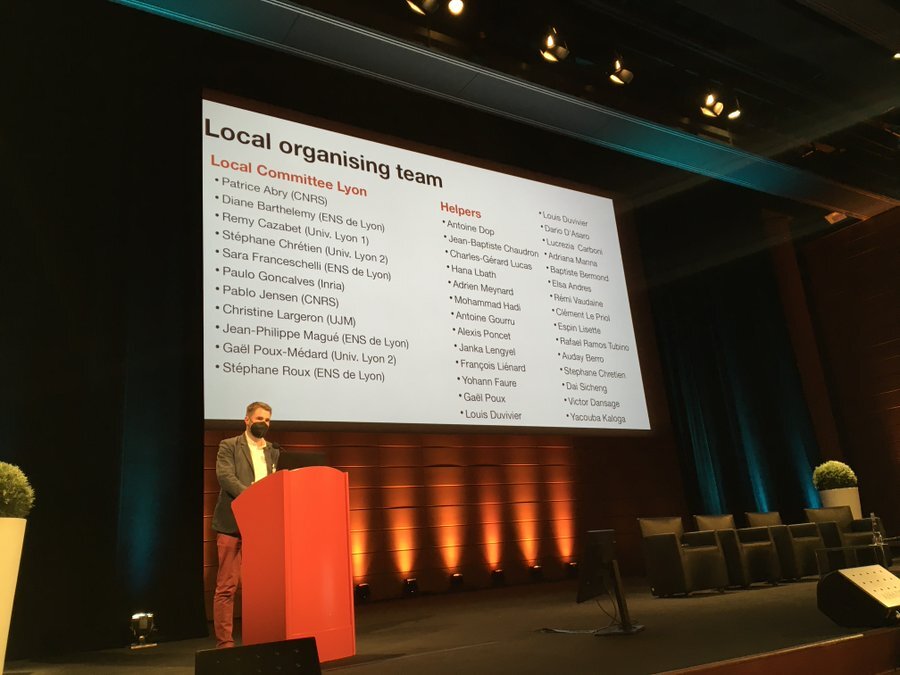 Local organising team
Local Committee Lyon
• Patrice Abry (CNRS)
• Diane Barthelemy (ENS de Lyon)
• Remy Cazabet (Univ. Lyon 1)
• Stéphane Chrétien (Univ. Lyon 2)
• Sara Franceschelli (ENS de Lyon)
• Paulo Goncalves (Inria)
• Pablo Jensen (CNRS)
• Christine Largeron (UJM)
• Jean-Philippe Magué (ENS de Lyon)
• Gaël Poux-Médard (Univ. Lyon 2)
• Stéphane Roux (ENS de Lyon)
Helpers
• Antoine Dop
• Jean-Baptiste Chaudron
• Charles-Gérard Lucas
• Hana Lbath
• Adrien Meynard
• Mohammad Hadi
• Antoine Gourru
• Alexis Poncet
• Janka Lengyel
• François Liénard
• Yohann Faure
• Gaël Poux
• Louis Duvivier
• Louis Duvivier
• Dario D'Asaro
• Lucrezia Carboni
• Adriana Manna
• Baptiste Bermond
• Elsa Andres
• Rémi Vaudaine
• Clément Le Priol
• Espin Lisette
• Rafael Ramos Tubino
• Auday Berro
• Stephane Chretien
• Dai Sicheng
• Victor Dansage
• Yacouba Kaloga